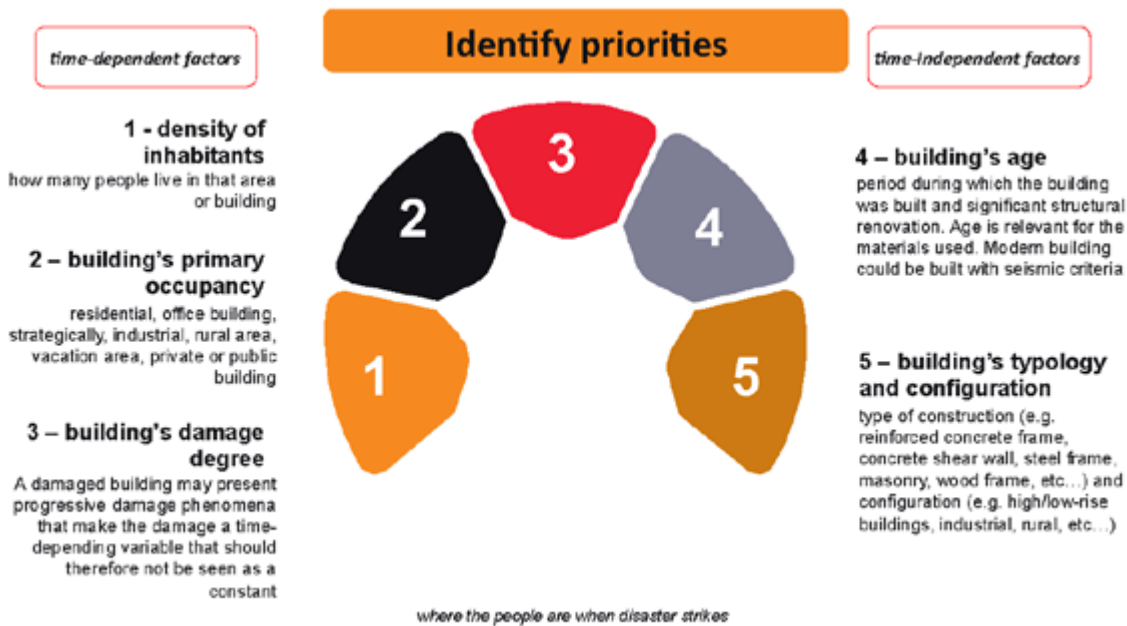 Identify priorities
time-dependent factors
1 - density of
inhabitants
how many people live in that area
or building
2 – building's primary
occupancy
residential, office building,
strategically, industrial, rural area,
vacation area, private or public
building
3 – building's damage
degree
A damaged building may present
progressive damage phenomena
that make the damage a time-
depending variable that should
therefore not be seen as a
constant
1
2
3
4
5
time-independent factors
4 – building's age
period during which the building
was built and significant structural
renovation. Age is relevant for the
materials used. Modern building
could be built with seismic criteria
5 – building's typology
and configuration
type of construction (e.g.
reinforced concrete frame,
concrete shear wall, steel frame,
masonry, wood frame, etc...) and
configuration (e.g. high/low-rise
buildings, industrial, rural, etc...)
where the people are when disaster strikes